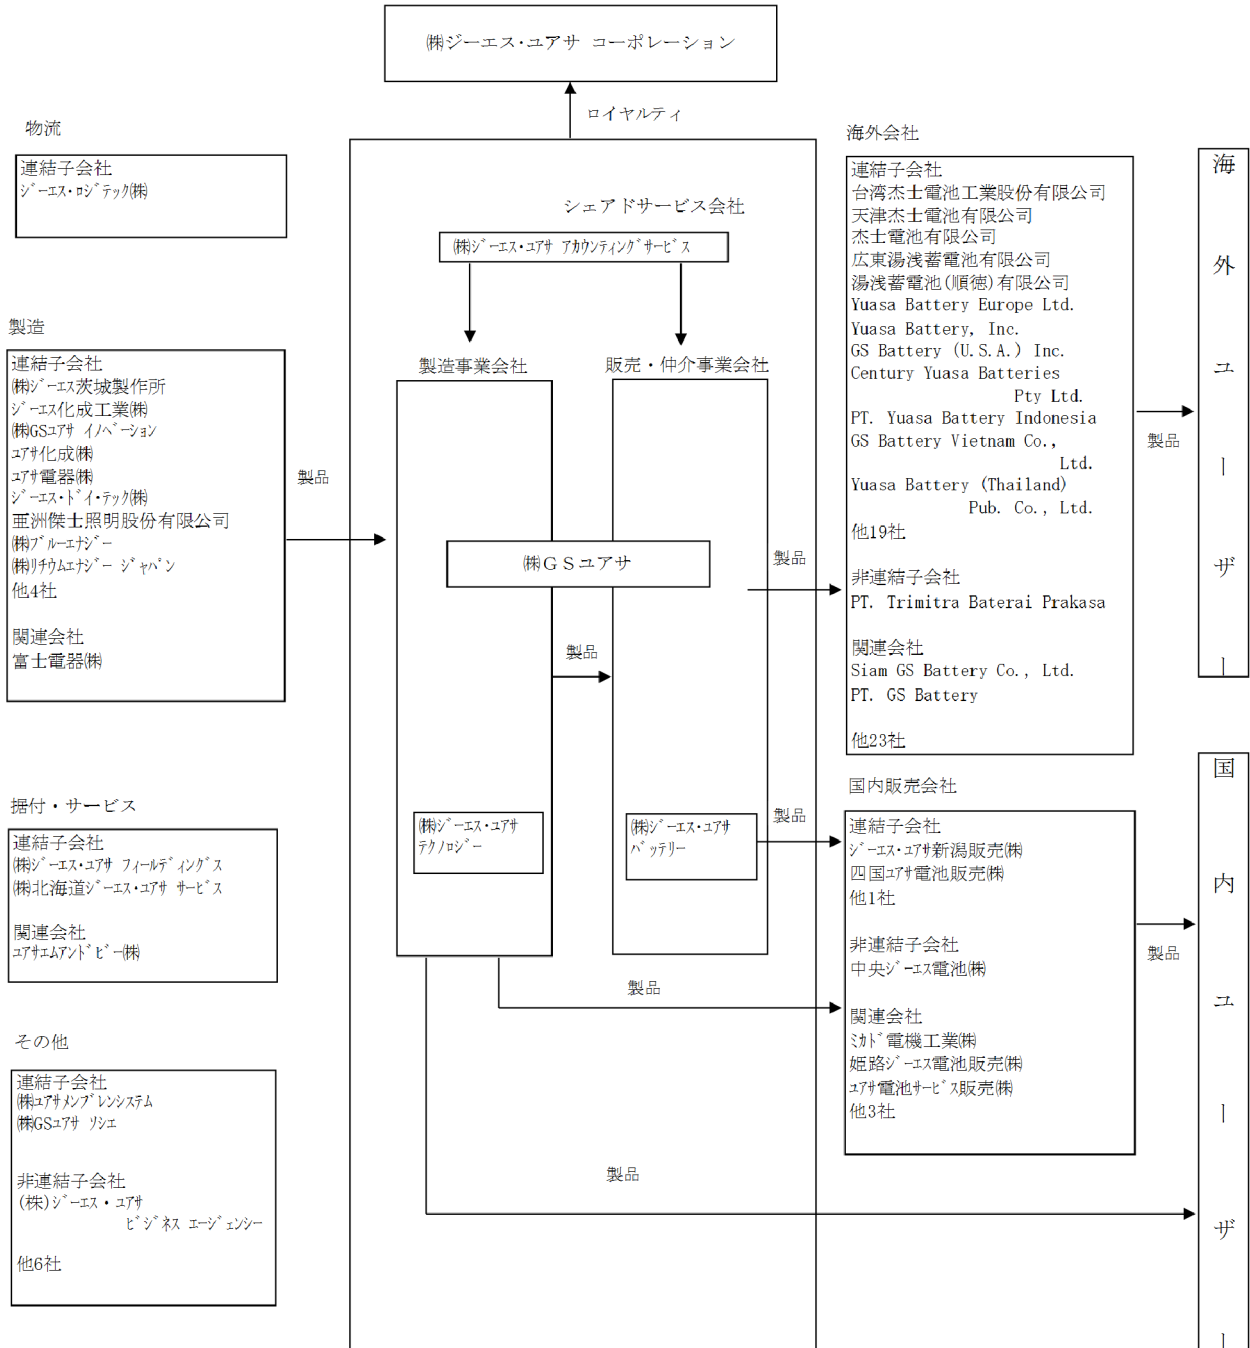 ㈱ジーエス・ユアサ コーポレーション
ロイヤルティ
物流
連結子会社
ｼﾞｰｴｽ・ﾛｼﾞﾃｯｸ㈱
シェアドサービス会社
㈱ｼﾞｰｴｽ・ﾕｱｻ ｱｶｳﾝﾃｨﾝｸﾞｻｰﾋﾞｽ
製造
連結子会社
㈱ｼﾞｰｴｽ茨城製作所
ｼﾞｰｴｽ化成工業㈱
㈱GSﾕｱｻ ｲﾉﾍﾞｰｼｮﾝ
ﾕｱｻ化成㈱
ﾕｱｻ電器㈱
ｼﾞｰｴｽ・ﾄﾞｲ・ﾃｯｸ㈱
亜洲傑士照明股份有限公司
㈱ﾌﾞﾙｰｴﾅｼﾞｰ
㈱ﾘﾁｳﾑｴﾅｼﾞｰ ｼﾞｬﾊﾟﾝ
他4社
関連会社
富士電器㈱
製品
製造事業会社
販売・仲介事業会社
㈱ＧＳユアサ
製品
㈱ｼﾞｰｴｽ・ﾕｱｻ
ﾃｸﾉﾛｼﾞｰ
㈱ｼﾞｰｴｽ・ﾕｱｻ
ﾊﾞｯﾃﾘｰ
製品
製品
製品
製品
据付・サービス
連結子会社
㈱ｼﾞｰｴｽ・ﾕｱｻ ﾌｨｰﾙﾃﾞｨﾝｸﾞｽ
㈱北海道ｼﾞｰｴｽ・ﾕｱｻ ｻｰﾋﾞｽ
関連会社
ﾕｱｻｴﾑｱﾝﾄﾞﾋﾞｰ㈱
その他
連結子会社
㈱ﾕｱｻﾒﾝﾌﾞﾚﾝｼｽﾃﾑ
㈱GSﾕｱｻ ｿｼｴ
非連結子会社
(株)ｼﾞｰｴｽ・ﾕｱｻ
ﾋﾞｼﾞﾈｽ ｴｰｼﾞｪﾝｼｰ
他6社
海外会社
連結子会社
台湾杰士電池工業股份有限公司
天津杰士電池有限公司
杰士電池有限公司
広東湯浅蓄電池有限公司
湯浅蓄電池(順徳)有限公司
Yuasa Battery Europe Ltd.
Yuasa Battery, Inc.
GS Battery (U.S.A.) Inc.
Century Yuasa Batteries
Pty Ltd.
PT. Yuasa Battery Indonesia
GS Battery Vietnam Co.,
Ltd.
Yuasa Battery (Thailand)
Pub. Co., Ltd.
他19社
非連結子会社
PT. Trimitra Baterai Prakasa
関連会社
Siam GS Battery Co., Ltd.
PT. GS Battery
他23社
製品
海外ユーザー
国内販売会社
連結子会社
ｼﾞｰｴｽ・ﾕｱｻ新潟販売㈱
四国ﾕｱｻ電池販売㈱
他1社
非連結子会社
中央ｼﾞｰｴｽ電池㈱
関連会社
ﾐｶﾄﾞ電機工業㈱
姫路ｼﾞｰｴｽ電池販売㈱
ﾕｱｻ電池ｻｰﾋﾞｽ販売㈱
他3社
製品
国内ユーザー